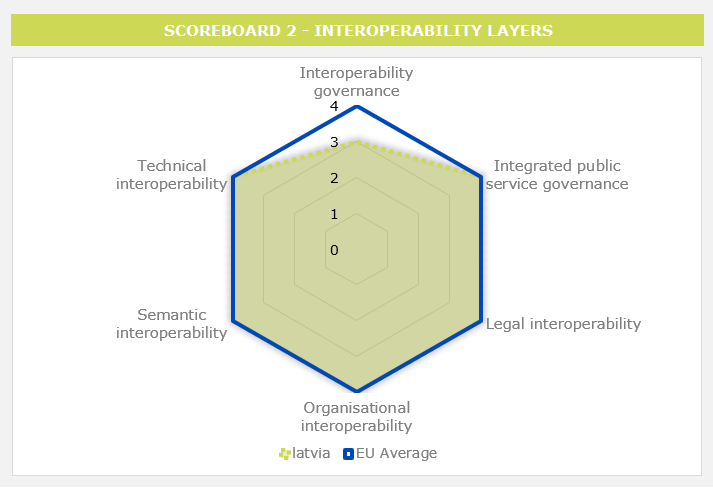 SCOREBOARD 2 - INTEROPERABILITY LAYERS
Interoperability
governance
4
3
2
1
0
Integrated public
service governance
Legal interoperability
Organisational
interoperability
Semantic
interoperability
Technical
interoperability
latvia
EU Average